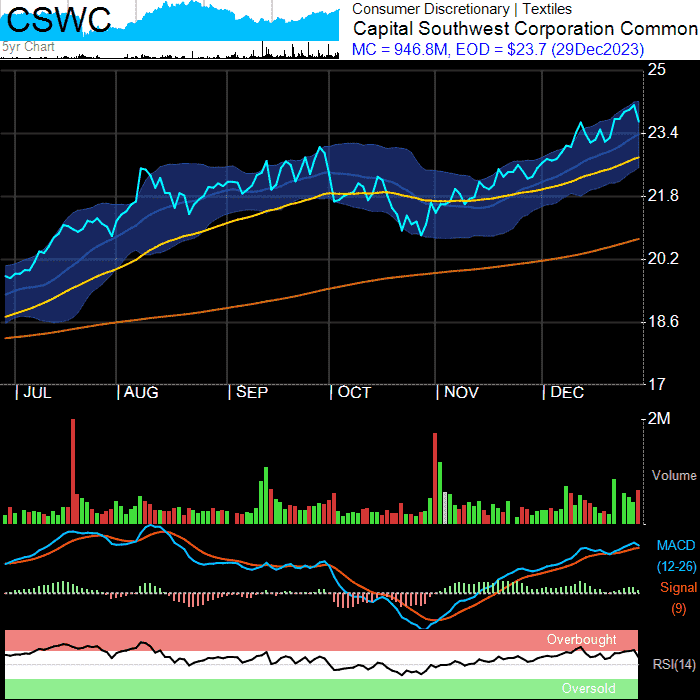 CSWC
5yr Chart
Consumer Discretionary | Textiles
Capital Southwest Corporation Common
MC = 946.8M, EOD = $23.7 (29Dec2023)
25
23.4
21.8
20.2
18.6
17
JUL AUG SEP OCT NOV DEC
2M
Volume
MACD
(12-26)
Signal
(9)
Overbought
RSI(14)
Oversold